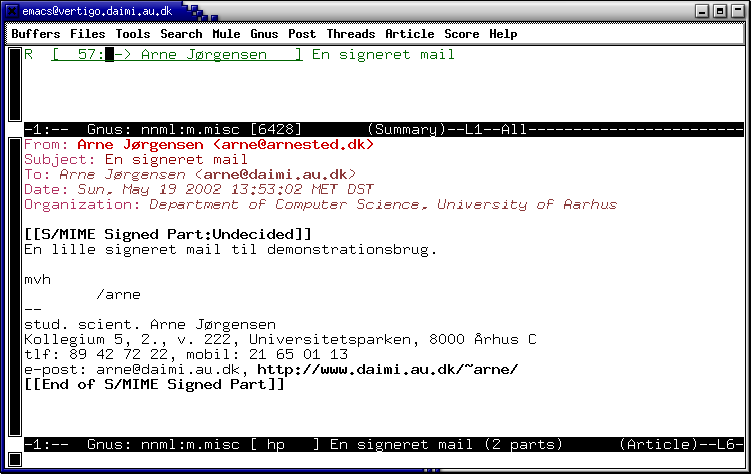 emacs@vertigo.daimi.au.dk
Buffers Files Tools Search Mule Gnus Post Threads Article Score Help
R  [  57: -> Arne Jørgensen   ] En signeret mail
-1:--  Gnus: nnml:m.misc [6428]       (Summary)--L1--All-------------------------
From: Arne Jørgensen <arne@arnested.dk>
Subject: En signeret mail
To: Arne Jørgensen <arne@daimi.au.dk>
Date: Sun, May 19 2002 13:53:02 MET DST
Organization: Department of Computer Science, University of Aarhus
[[S/MIME Signed Part:Undecided]]
En lille signeret mail til demonstrationsbrug.
mvh
/arne
--
stud. scient. Arne Jørgensen
Kollegium 5, 2., v. 222, Universitetsparken, 8000 Århus C
tlf: 89 42 72 22, mobil: 21 65 01 13
e-post: arne@daimi.au.dk, http://www.daimi.au.dk/~arne/
[[End of S/MIME Signed Part]]
-1:--  Gnus: nnml:m.misc [ hp   ] En signeret mail (2 parts)      (Article)--L6-